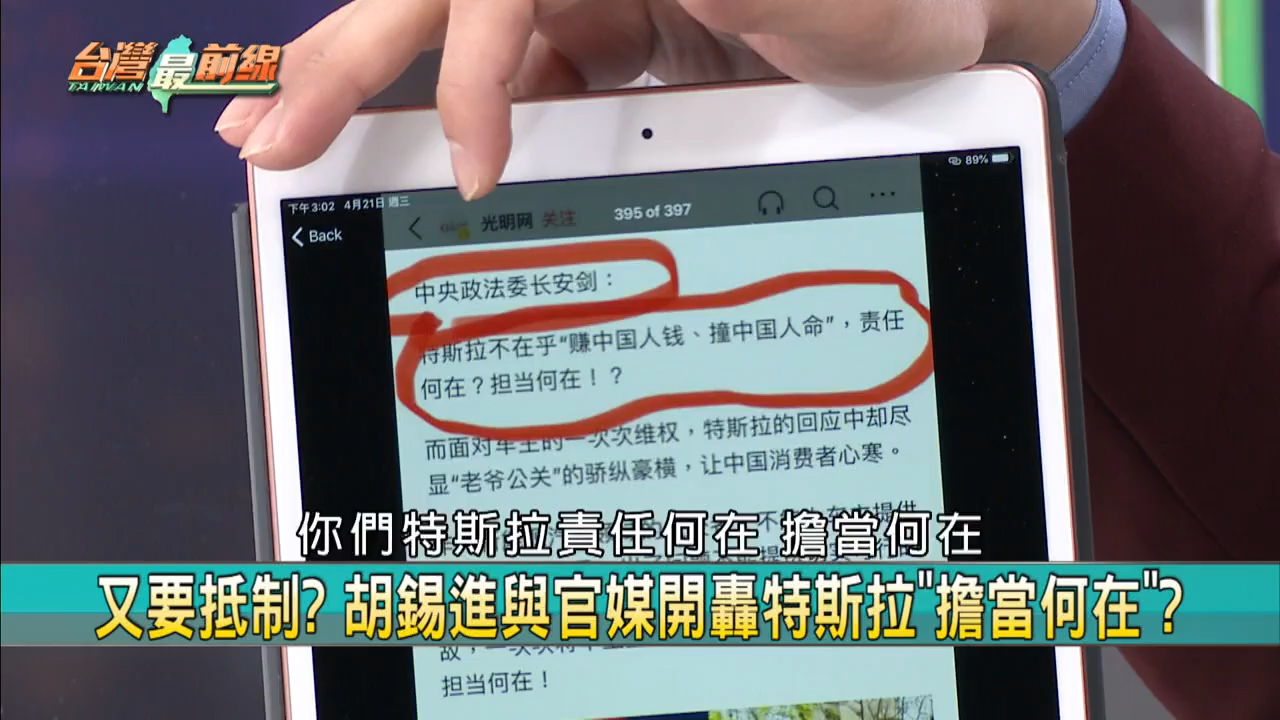 台灣最前線
TAIWAN
下午3:02 4月21日 週三
89%
Back
光明网 关注
395 of 397
中央政法委长安剑：
特斯拉不在乎“赚中国人钱、撞中国人命”，责任
何在？担当何在！？
而面对车主的一次次维权，特斯拉的回应中却尽
显“老爷公关”的骄纵豪横，让中国消费者心寒。
你們特斯拉責任何在 擔當何在
又要抵制? 胡錫進與官媒開轟特斯拉"擔當何在"?
担当何在！